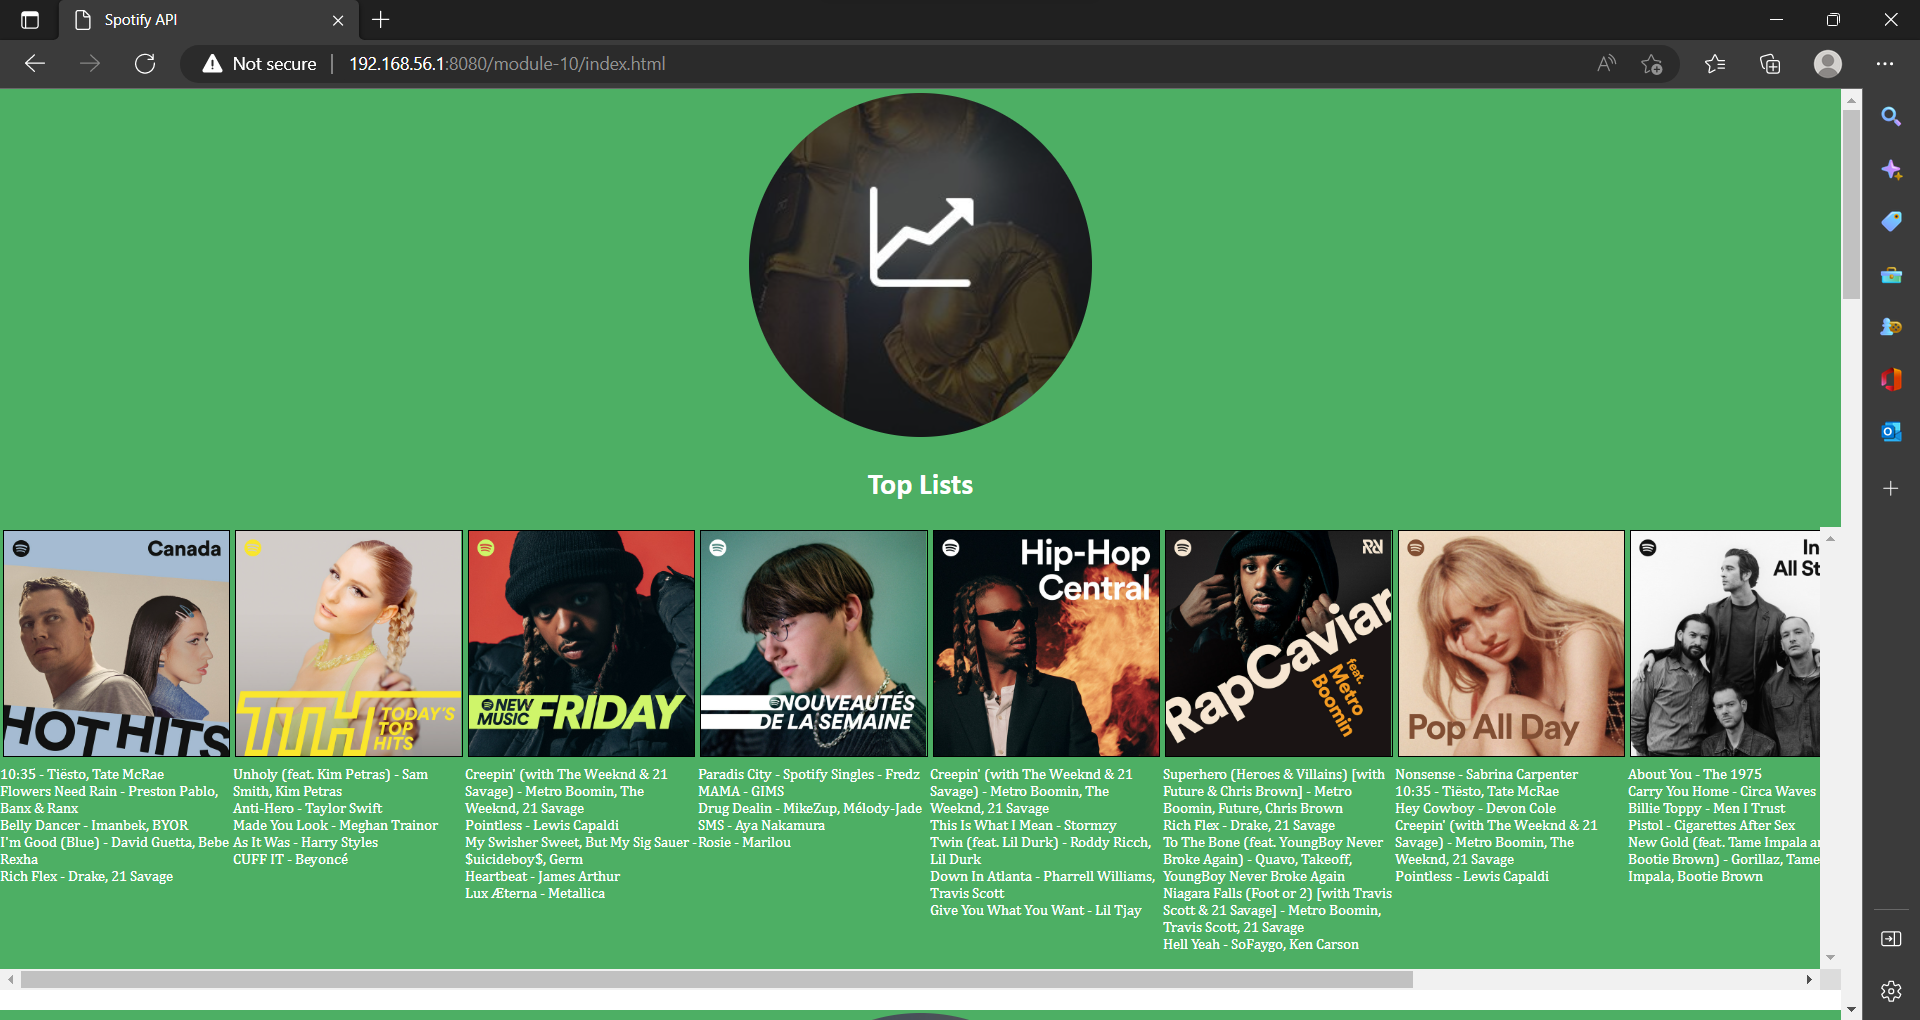 Spotify API
Not secure
192.168.56.1:8080/module-10/index.html
Top Lists
Canada
HOT HITS
TTH TODAY'S
TOP
HITS
NEW
MUSIC FRIDAY
NOUVEAUTÉS
DE LA SEMAINE
Hip-Hop
Central
RapCaviar
feat.
Metro
Boomin
Pop All Day
In
All St
10:35 - Tiësto, Tate McRae
Flowers Need Rain - Preston Pablo,
Banx & Ranx
Belly Dancer - Imanbek, BYOR
I'm Good (Blue) - David Guetta, Bebe
Rexha
Rich Flex - Drake, 21 Savage
Unholy (feat. Kim Petras) - Sam
Smith, Kim Petras
Anti-Hero - Taylor Swift
Made You Look - Meghan Trainor
As It Was - Harry Styles
CUFF IT - Beyoncé
Creepin' (with The Weeknd & 21
Savage) - Metro Boomin, The
Weeknd, 21 Savage
Pointless - Lewis Capaldi
My Swisher Sweet, But My Sig Sauer -
$uicideboy$, Germ
Heartbeat - James Arthur
Lux Æterna - Metallica
Paradis City - Spotify Singles - Fredz
MAMA - GIMS
Drug Dealin - MikeZup, Mélody-Jade
SMS - Aya Nakamura
Rosie - Marilou
Creepin' (with The Weeknd & 21
Savage) - Metro Boomin, The
Weeknd, 21 Savage
This Is What I Mean - Stormzy
Twin (feat. Lil Durk) - Roddy Ricch,
Lil Durk
Down In Atlanta - Pharrell Williams,
Travis Scott
Give You What You Want - Lil Tjay
Superhero (Heroes & Villains) [with
Future & Chris Brown] - Metro
Boomin, Future, Chris Brown
Rich Flex - Drake, 21 Savage
To The Bone (feat. YoungBoy Never
Broke Again) - Quavo, Takeoff,
YoungBoy Never Broke Again
Niagara Falls (Foot or 2) [with Travis
Scott & 21 Savage] - Metro Boomin,
Travis Scott, 21 Savage
Hell Yeah - SoFaygo, Ken Carson
Nonsense - Sabrina Carpenter
10:35 - Tiësto, Tate McRae
Hey Cowboy - Devon Cole
Creepin' (with The Weeknd & 21
Savage) - Metro Boomin, The
Weeknd, 21 Savage
Pointless - Lewis Capaldi
About You - The 1975
Carry You Home - Circa Waves
Billie Toppy - Men I Trust
Pistol - Cigarettes After Sex
New Gold (feat. Tame Impala a
Bootie Brown) - Gorillaz, Tame
Impala, Bootie Brown